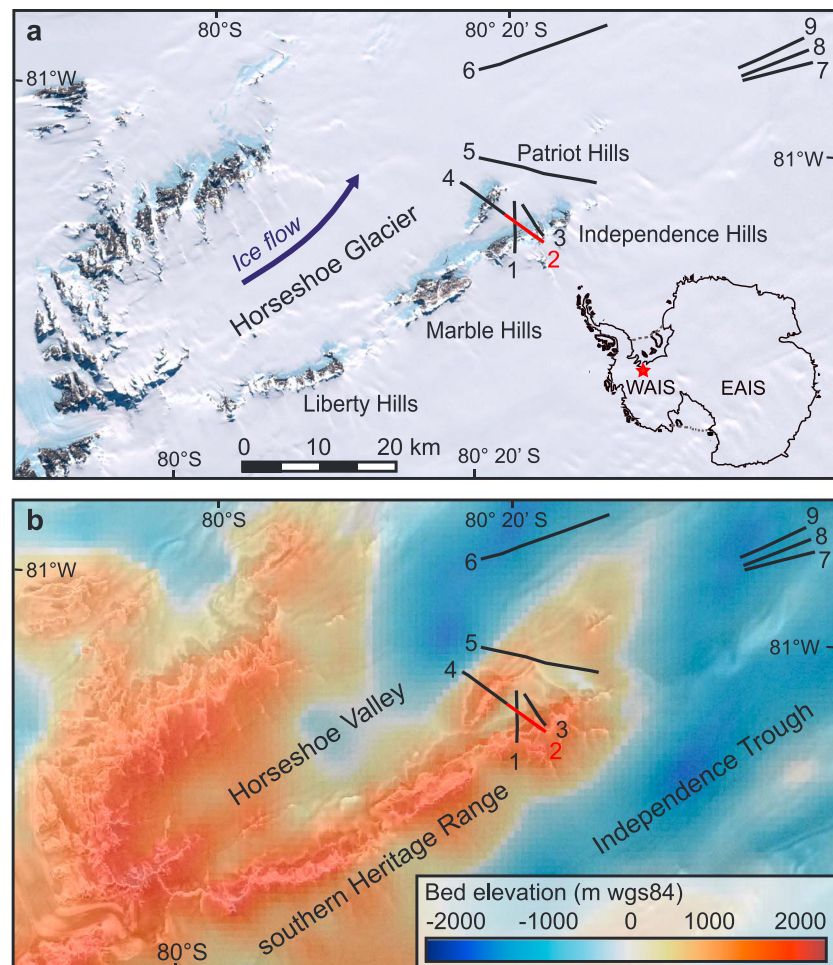 a
80°S
80° 20' S
9
8
7
6
81°W
81°W
5
Patriot Hills
4
Ice flow
Horseshoe Glacier
3
Independence Hills
2
1
Marble Hills
WAIS
EAIS
Liberty Hills
0 10 20 km
80°S
80° 20' S
b
80°S
80° 20' S
9
8
7
6
81°W
81°W
5
4
Horseshoe Valley
3
2
1
Independence Trough
southern Heritage Range
Bed elevation (m wgs84)
-2000 -1000 0 1000 2000
80°S